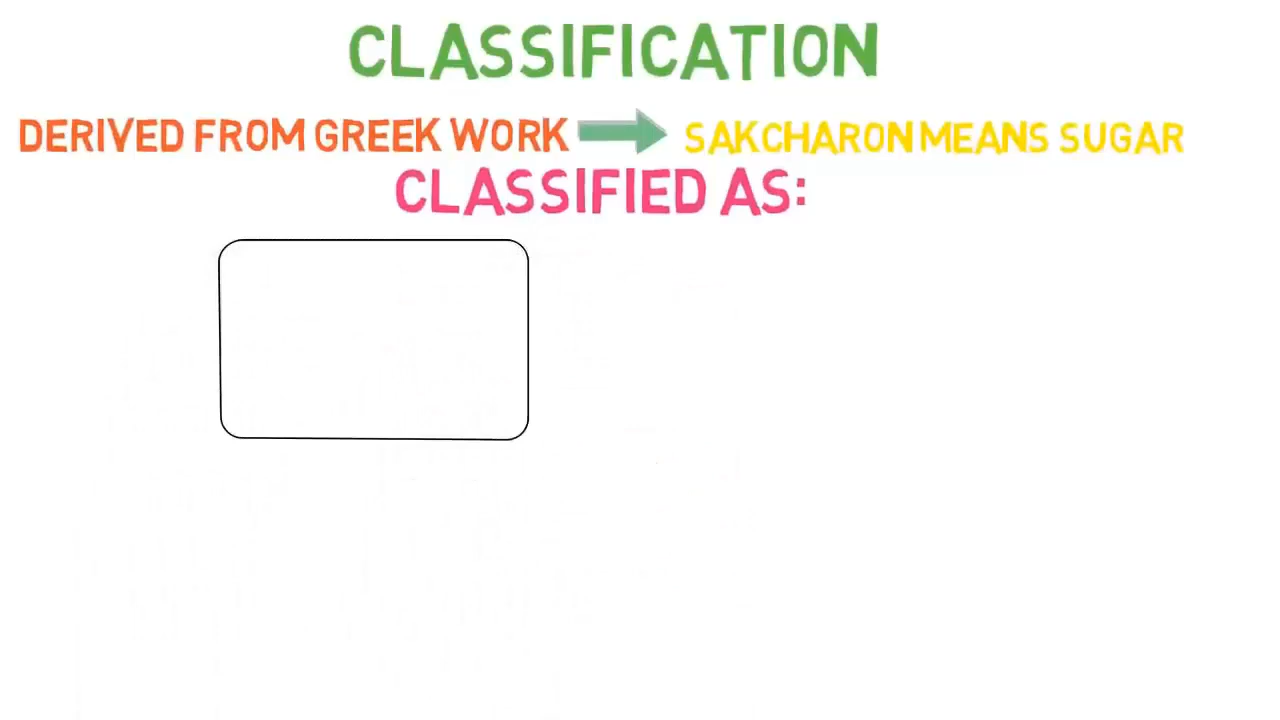 CLASSIFICATION
DERIVED FROM GREEK WORK SAKCHARON MEANS SUGAR
CLASSIFIED AS: